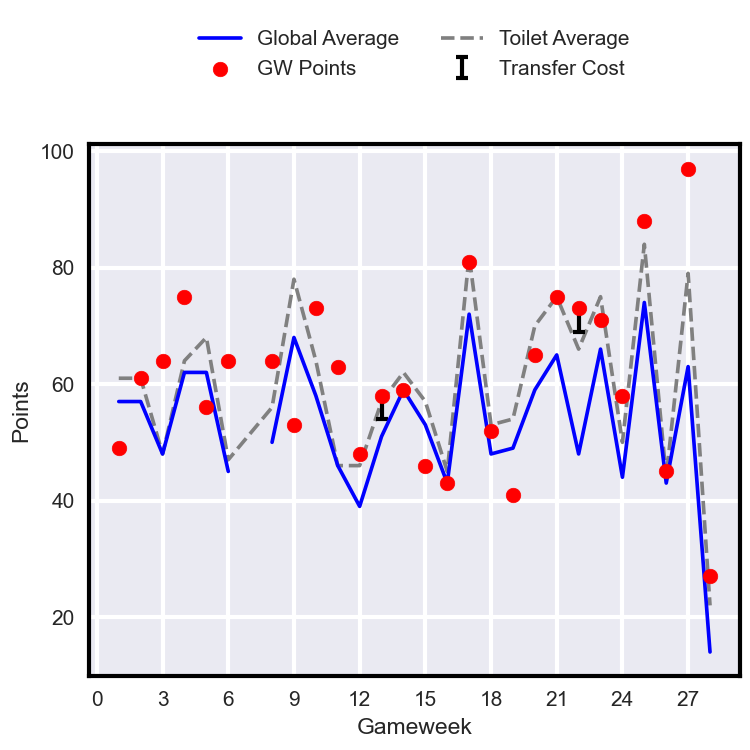 Global Average
Toilet Average
GW Points
Transfer Cost
100
80
60
40
20
Points
0 3 6 9 12 15 18 21 24 27
Gameweek